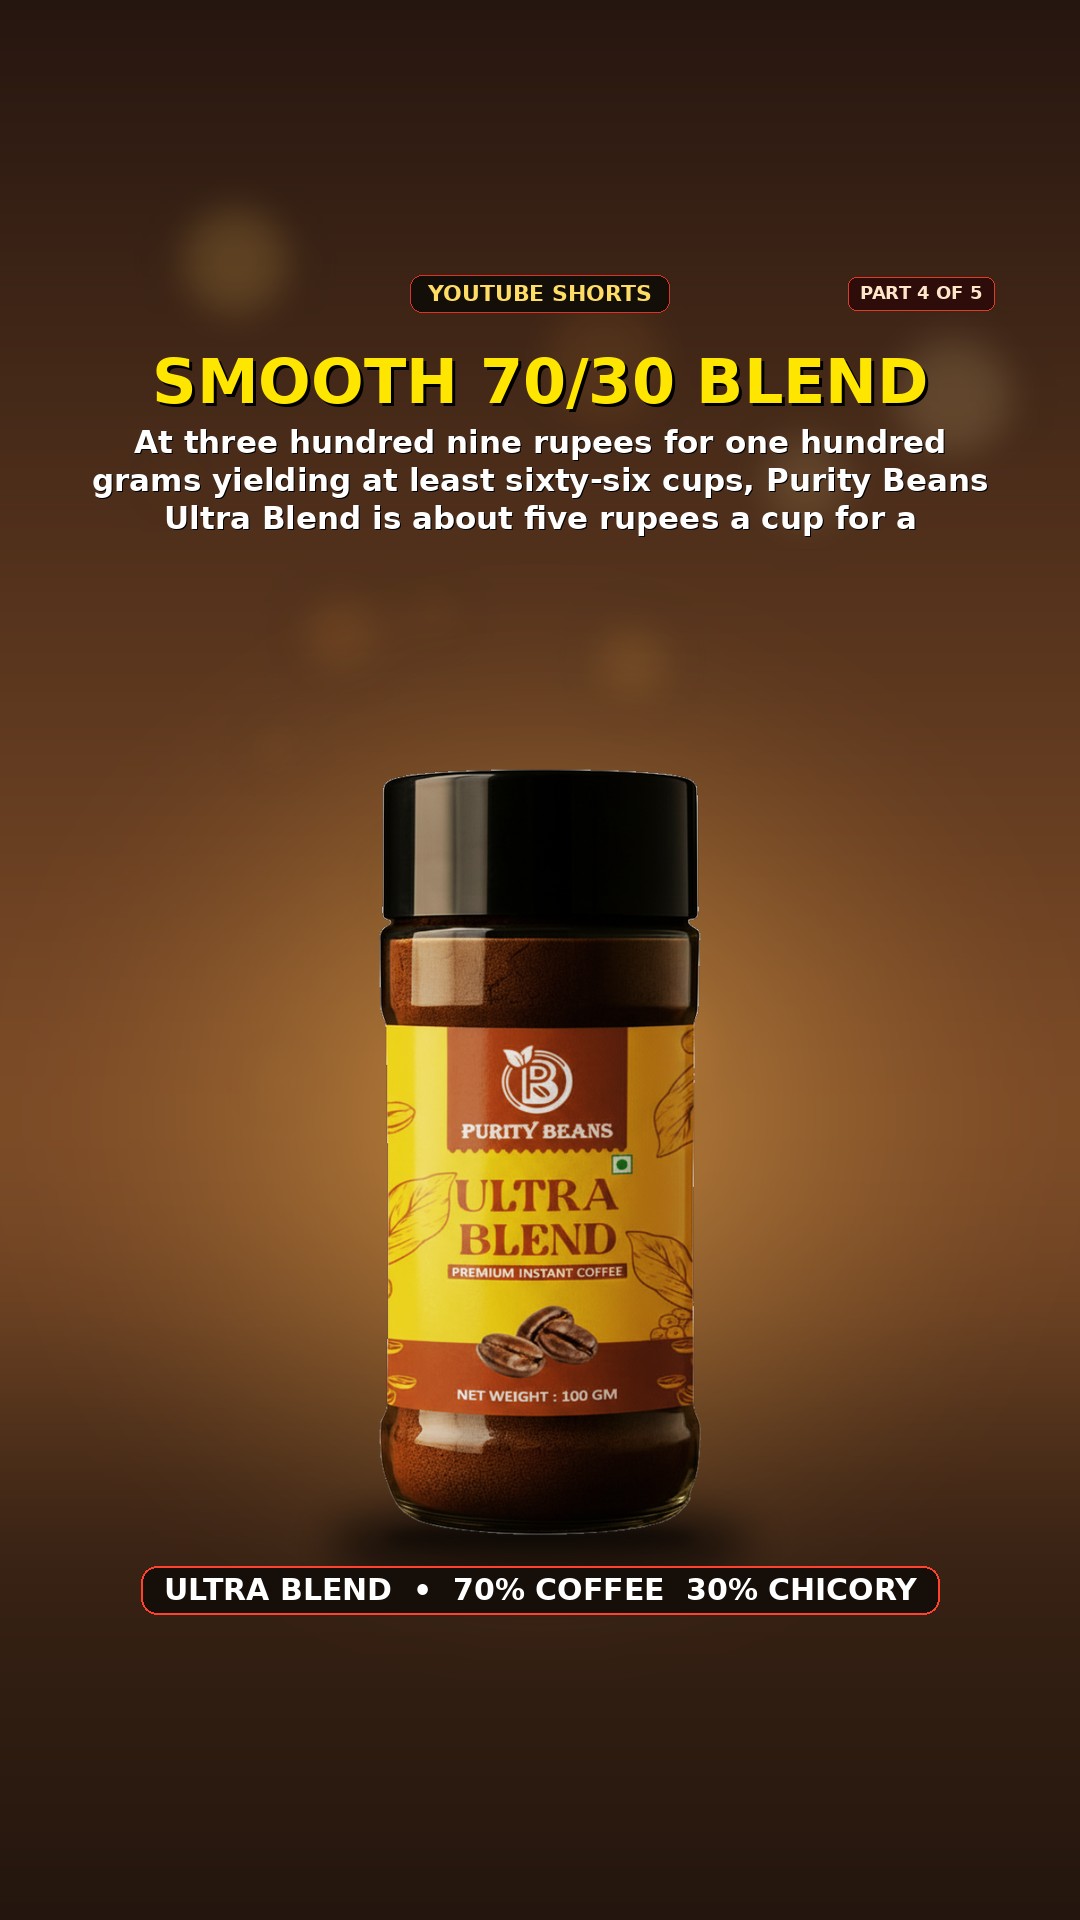 YOUTUBE SHORTS
PART 4 OF 5
SMOOTH 70/30 BLEND
At three hundred nine rupees for one hundred
grams yielding at least sixty-six cups, Purity Beans
Ultra Blend is about five rupees a cup for a
B
PURITY BEANS
ULTRA
BLEND
PREMIUM INSTANT COFFEE
NET WEIGHT : 100 GM
ULTRA BLEND • 70% COFFEE 30% CHICORY